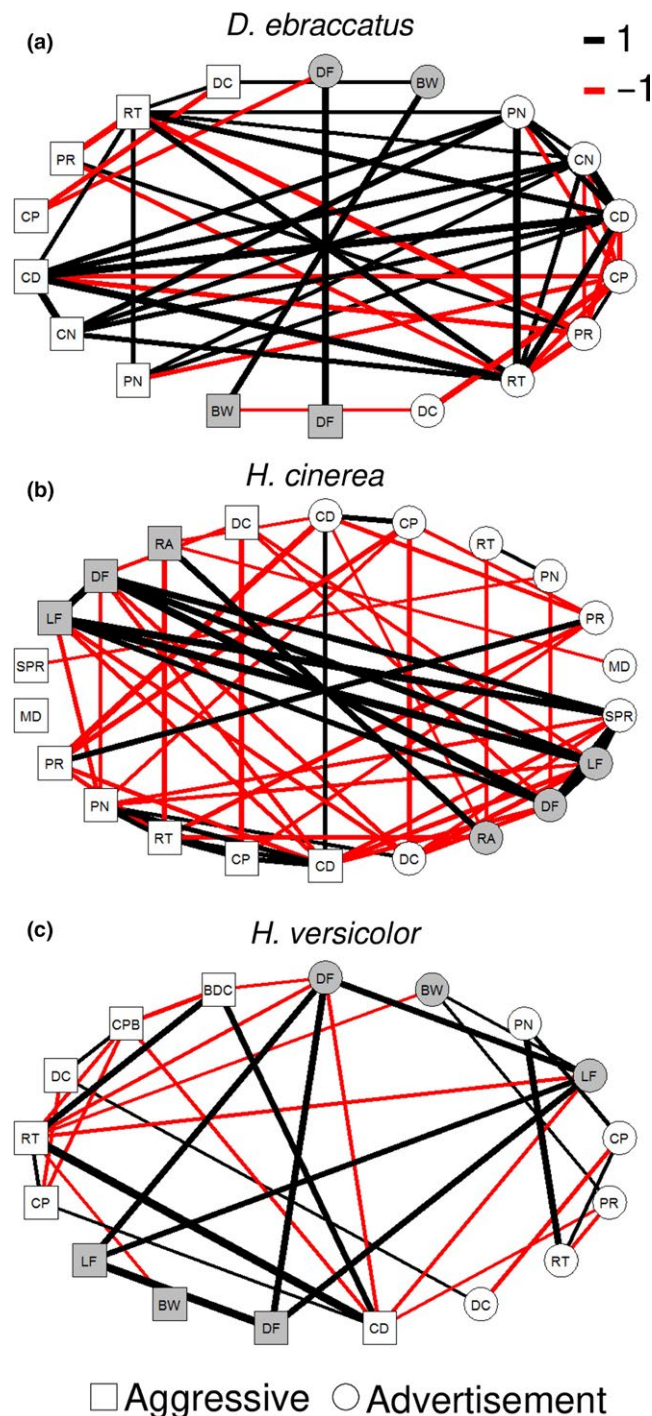 (a) D. ebraccatus
1
-1
DF
DC BW
RT PN
PR CN
CP CD
CD CP
CN PR
PN RT
BW DF DC
(b) H. cinerea
DC CD CP
RA RT
DF PN
LF PR
SPR MD
MD SPR
PR LF
PN DF
RT RA
CP CD DC
(c) H. versicolor
BDC DF BW
CPB PN
DC LF
RT CP
CP PR
LF RT
BW DC
DF CD
Aggressive Advertisement